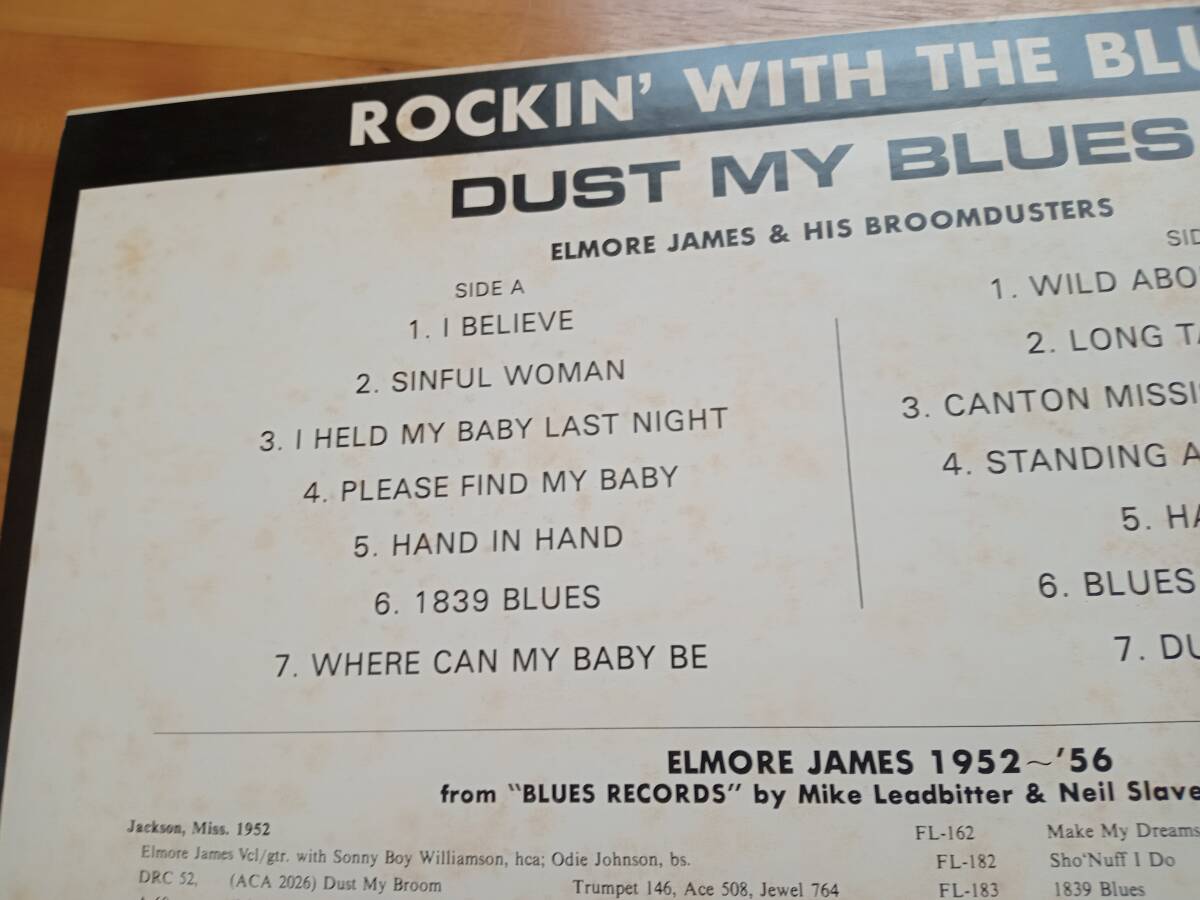 ROCKIN' WITH THE
DUST MY BLUES
ELMORE JAMES & HIS BROOMDUSTERS
SIDE A
1. I BELIEVE
2. SINFUL WOMAN
3. I HELD MY BABY LAST NIGHT
4. PLEASE FIND MY BABY
5. HAND IN HAND
6. 1839 BLUES
7. WHERE CAN MY BABY BE
1. WILD
2. LONG
3. CANTON
4. STANDING
5.
6. BLUES
7.
ELMORE JAMES 1952~'56
from "BLUES RECORDS" by Mike Leadbitter & Neil
Jackson, Miss. 1952
Elmore James Vcl/gtr. with Sonny Boy Williamson, hca; Odie Johnson, bs.
DRC 52, (ACA 2026) Dust My Broom Trumpet 146, Ace 508, Jewel 764
FL-162 Make My Dreams
FL-182 Sho'Nuff I Do
FL-183 1839 Blues